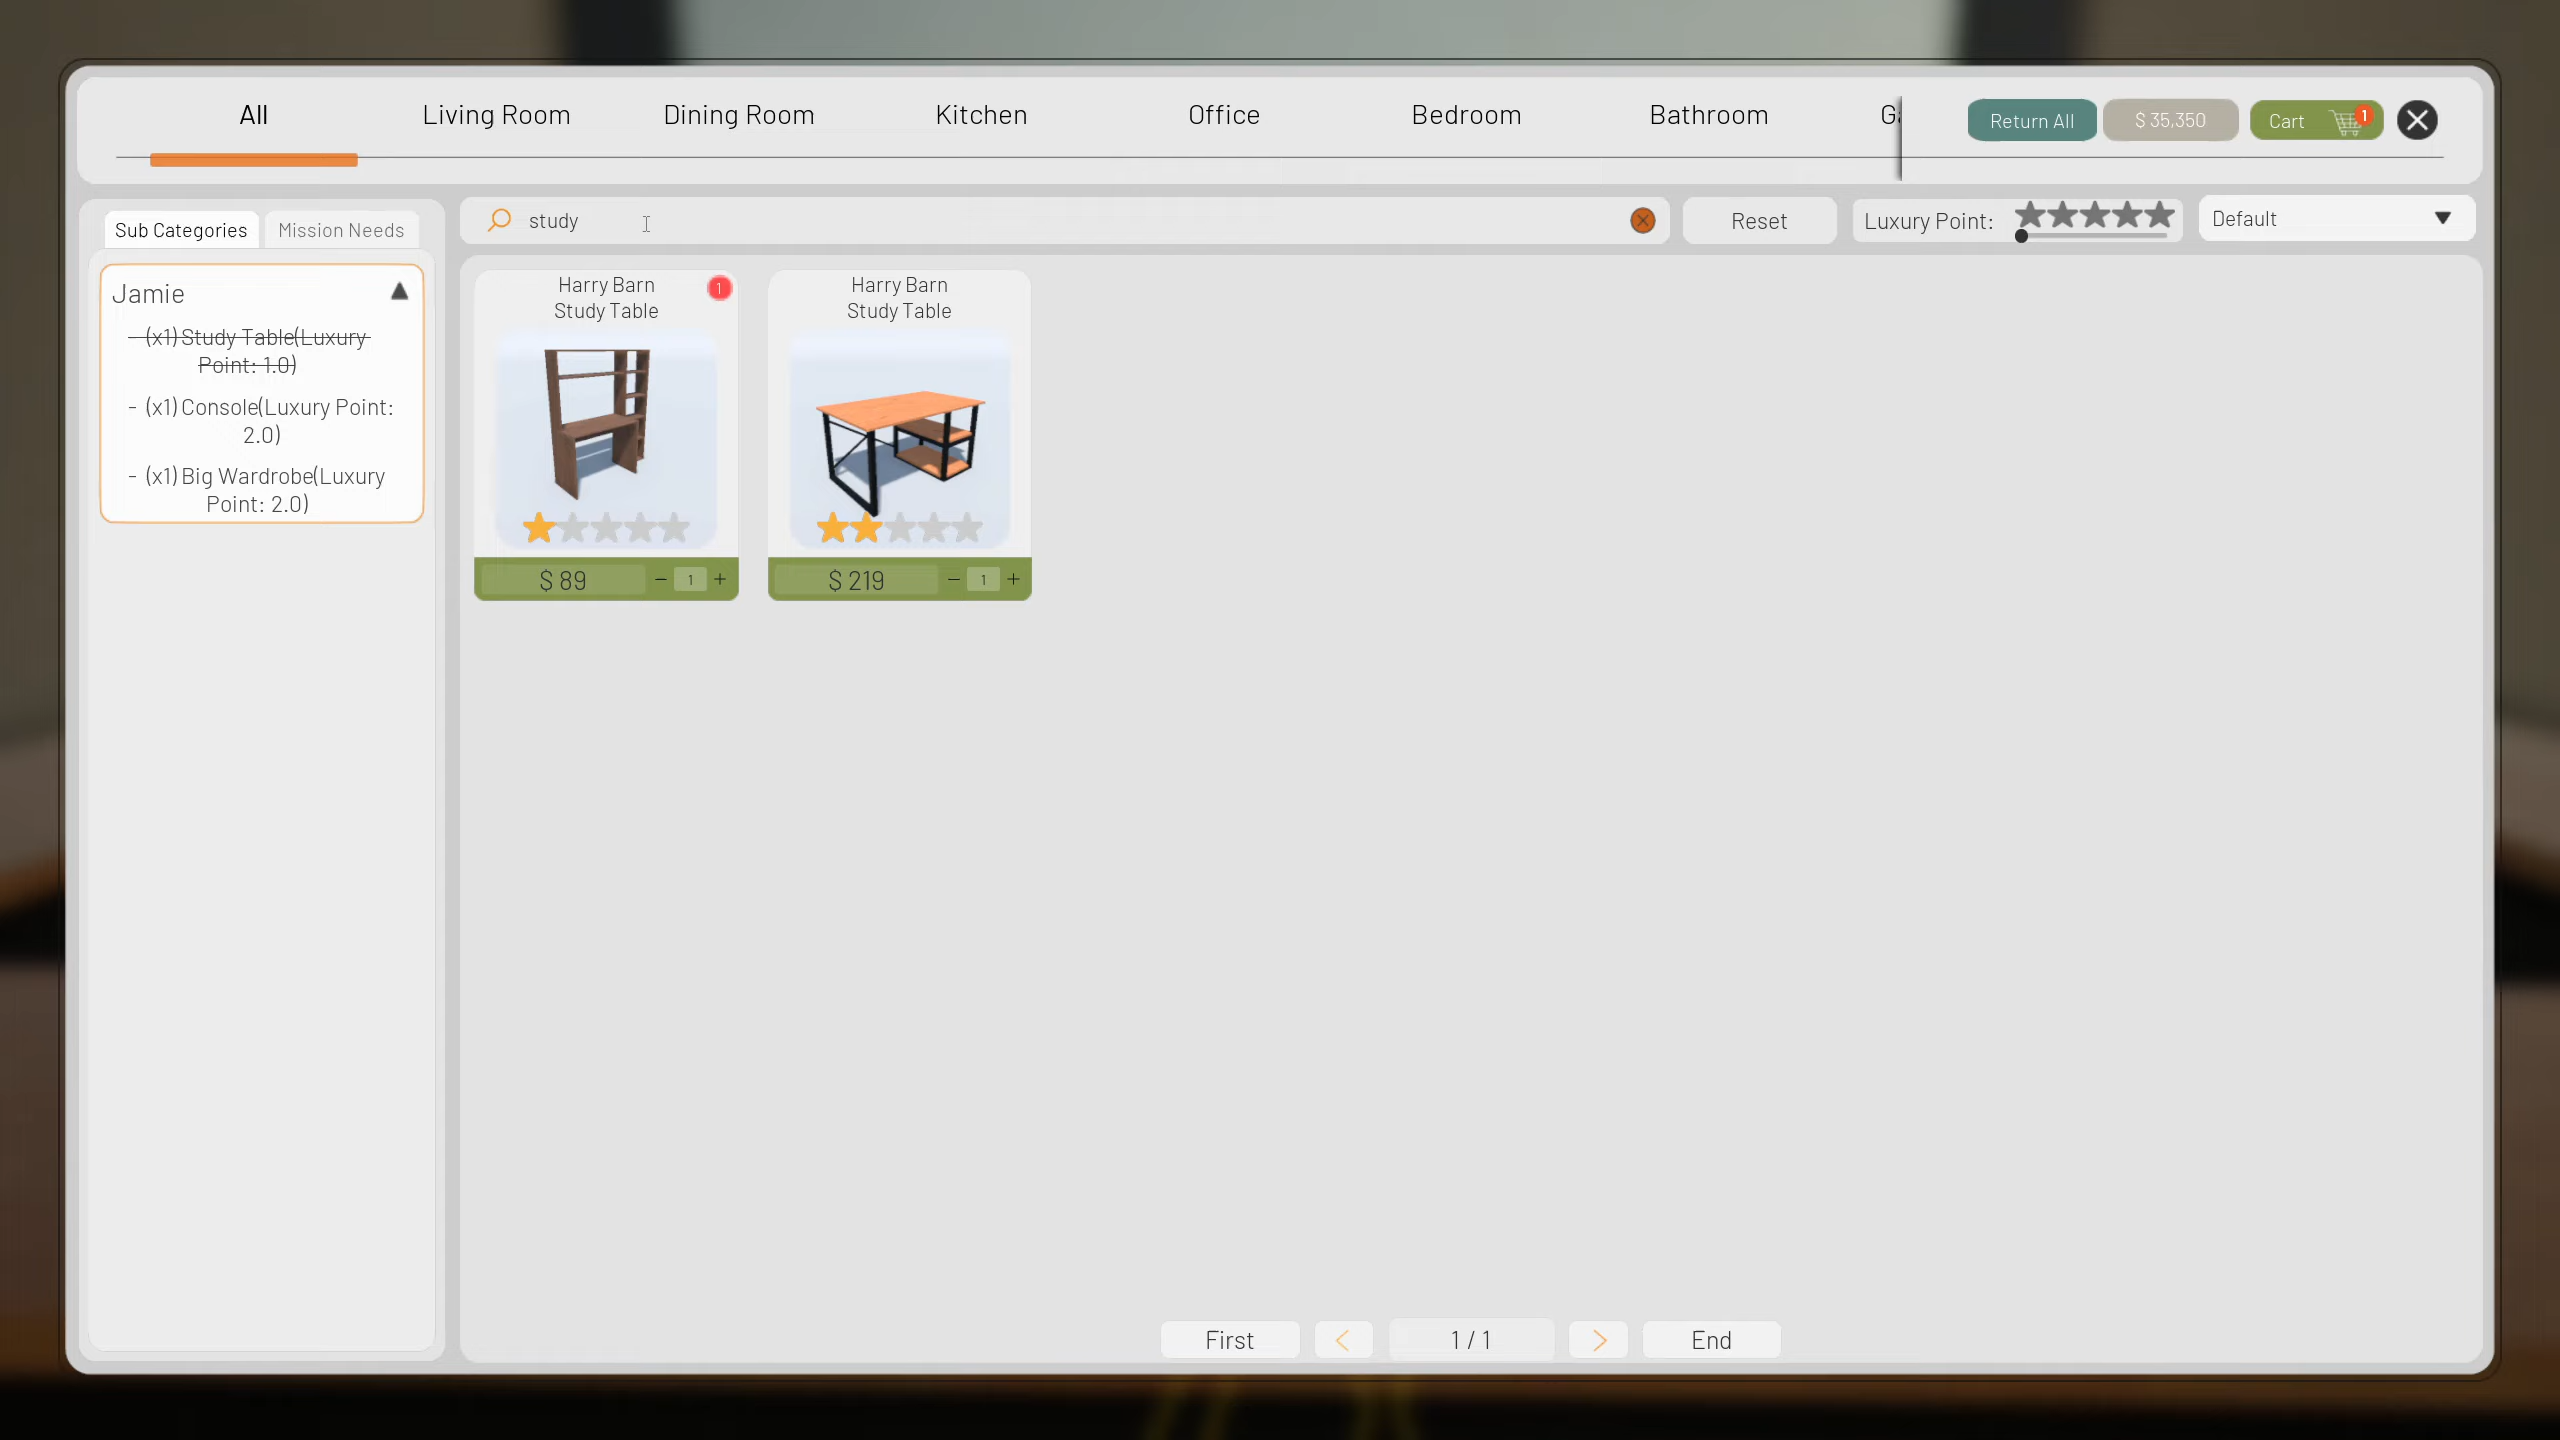 All
Living Room
Dining Room
Kitchen
Office
Bedroom
Bathroom
Return All
$ 35,350
Cart
1
Sub Categories
Mission Needs
study
Reset
Luxury Point:
Default
Jamie
- (x1) Study Table(Luxury
Point: 1.0)
- (x1) Console(Luxury Point:
2.0)
- (x1) Big Wardrobe(Luxury
Point: 2.0)
Harry Barn
Study Table
1
$ 89
- 1 +
Harry Barn
Study Table
$ 219
- 1 +
First
<
1 / 1
>
End